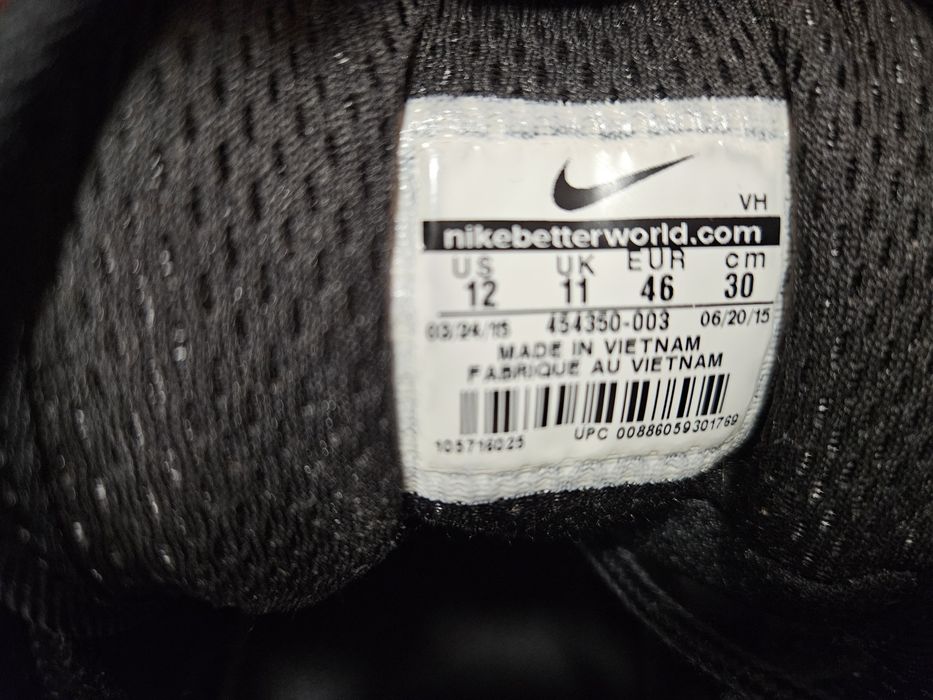 VH
nikebetterworld.com
US UK EUR cm
12 11 46 30
03/24/15 454350-003 06/20/15
MADE IN VIETNAM
FABRIQUE AU VIETNAM
105716025 UPC 00886059301769